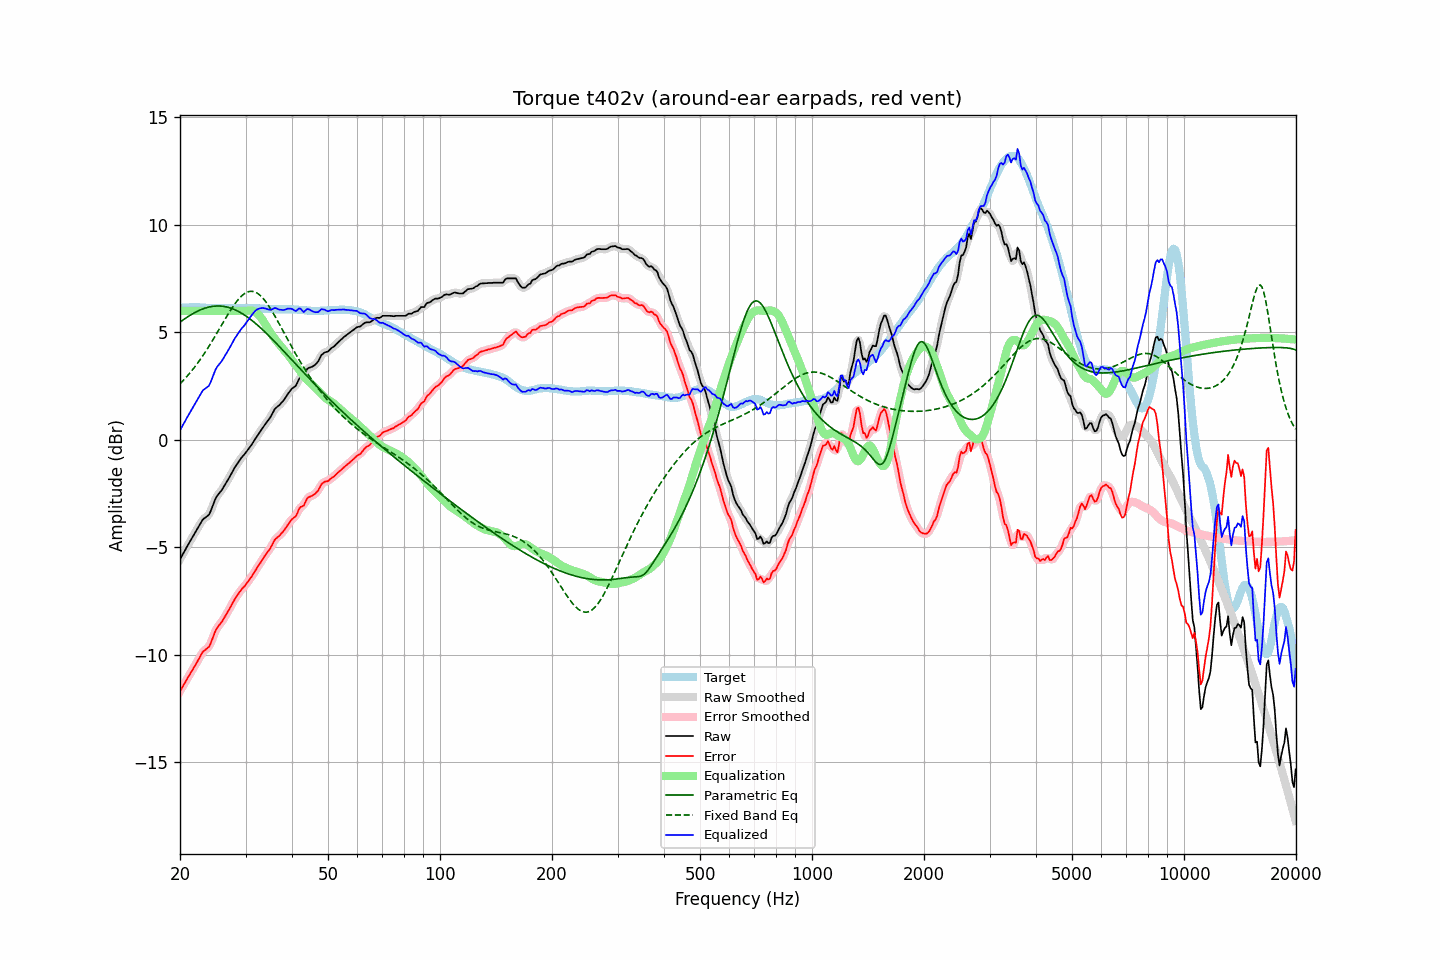 Torque t402v (around-ear earpads, red vent)
15
10
5
0
−5
−10
−15
Amplitude (dBr)
Target
Raw Smoothed
Error Smoothed
Raw
Error
Equalization
Parametric Eq
Fixed Band Eq
Equalized
20 50 100 200 500 1000 2000 5000 10000 20000
Frequency (Hz)